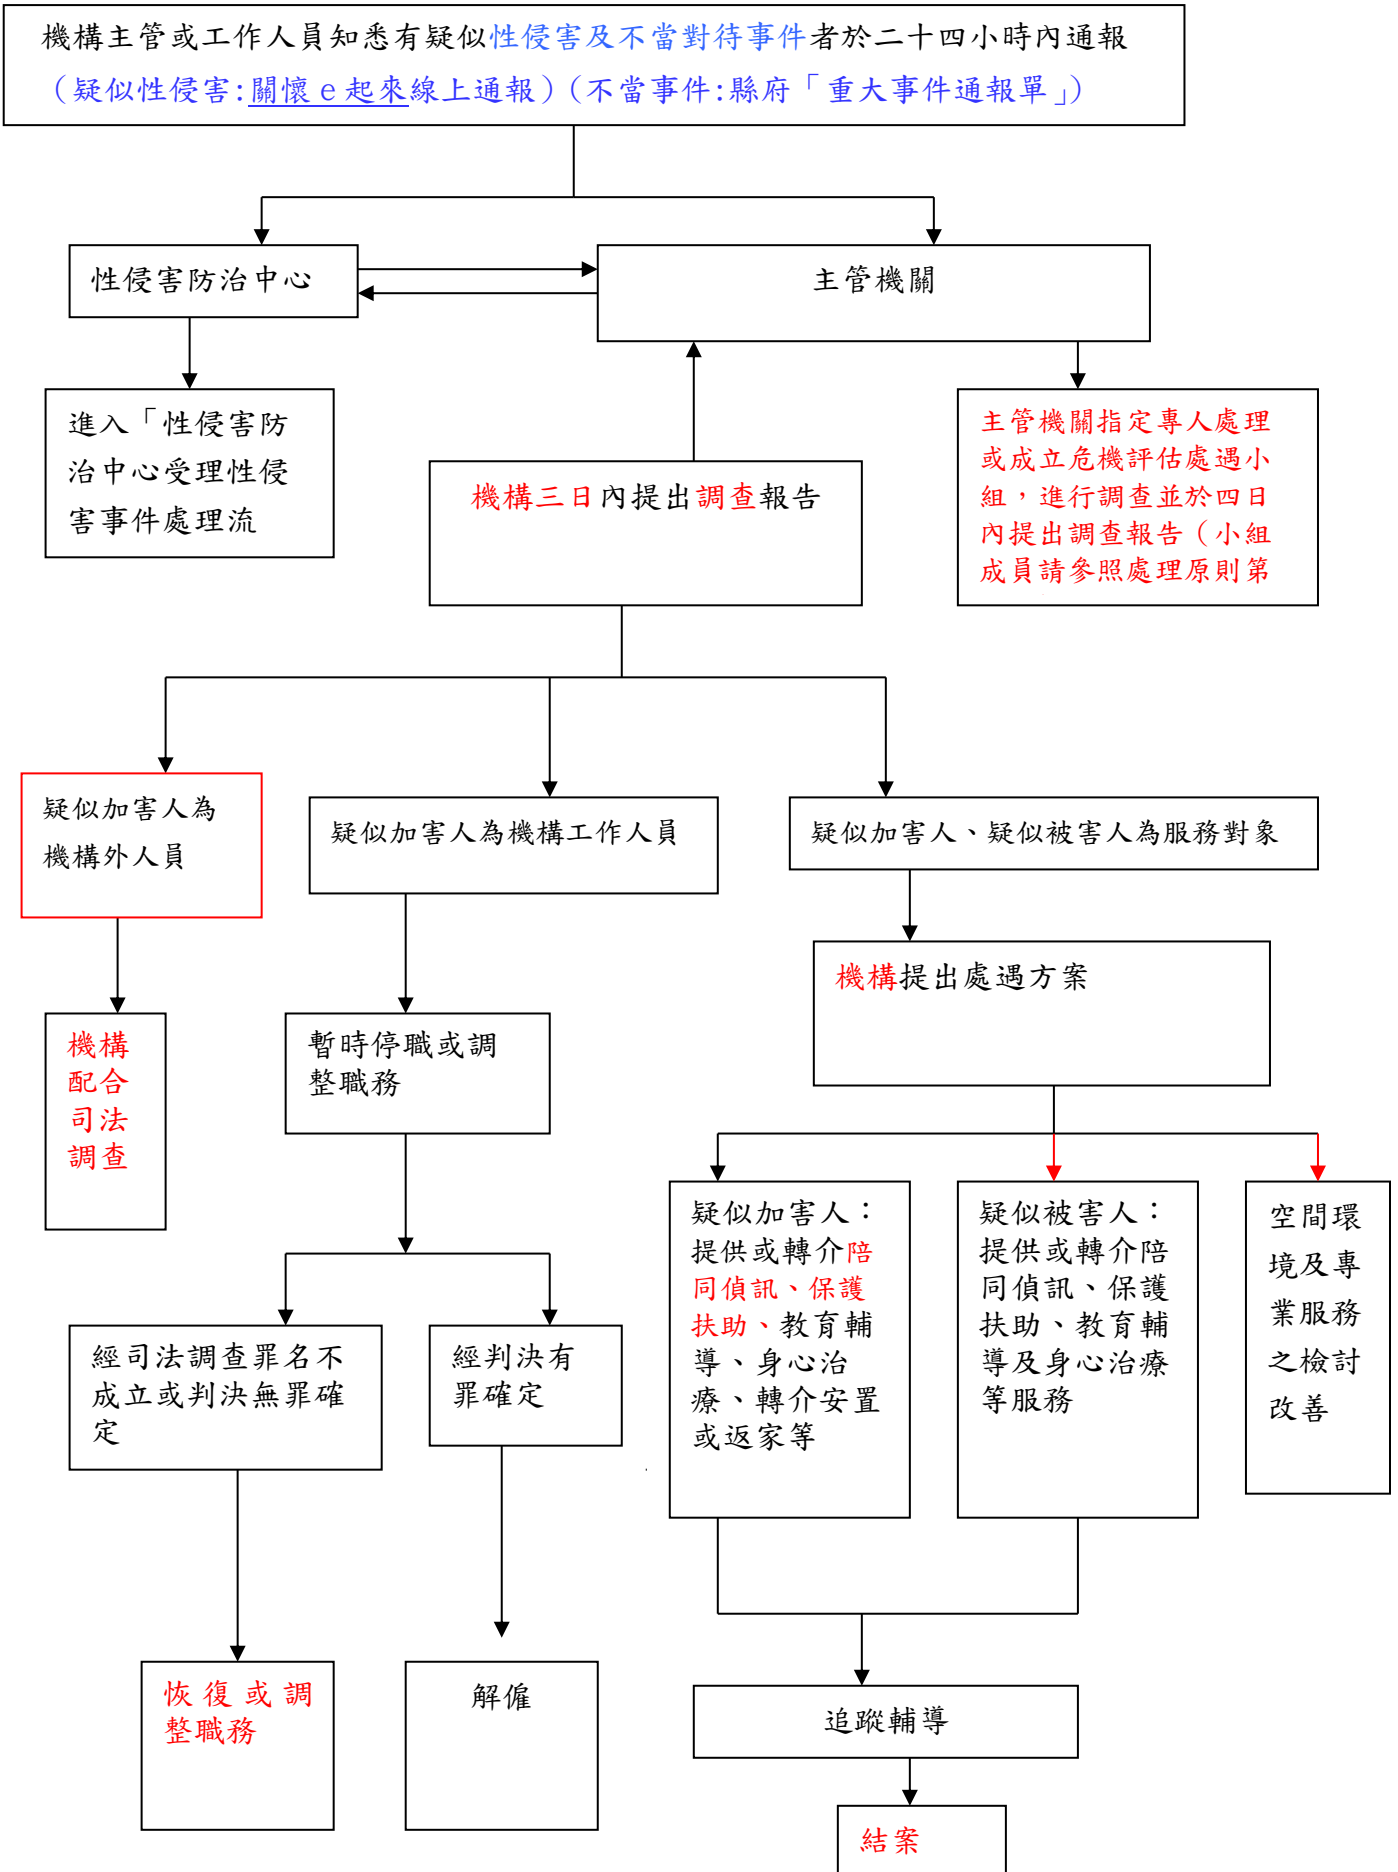 機構主管或工作人員知悉有疑似性侵害及不當對待事件者於二十四小時內通報
（疑似性侵害:關懷e起來線上通報）（不當事件:縣府「重大事件通報單」）
性侵害防治中心
主管機關
進入「性侵害防
治中心受理性侵
害事件處理流
機構三日內提出調查報告
主管機關指定專人處理
或成立危機評估處遇小
組，進行調查並於四日
內提出調查報告（小組
成員請參照處理原則第
疑似加害人為
機構外人員
疑似加害人為機構工作人員
疑似加害人、疑似被害人為服務對象
機構
配合
司法
調查
暫時停職或調
整職務
機構提出處遇方案
疑似加害人：
提供或轉介陪
同偵訊、保護
扶助、教育輔
導、身心治
療、轉介安置
或返家等
疑似被害人：
提供或轉介陪
同偵訊、保護
扶助、教育輔
導及身心治療
等服務
空間環
境及專
業服務
之檢討
改善
經司法調查罪名不
成立或判決無罪確
定
經判決有
罪確定
恢復或調
整職務
解僱
追蹤輔導
結案